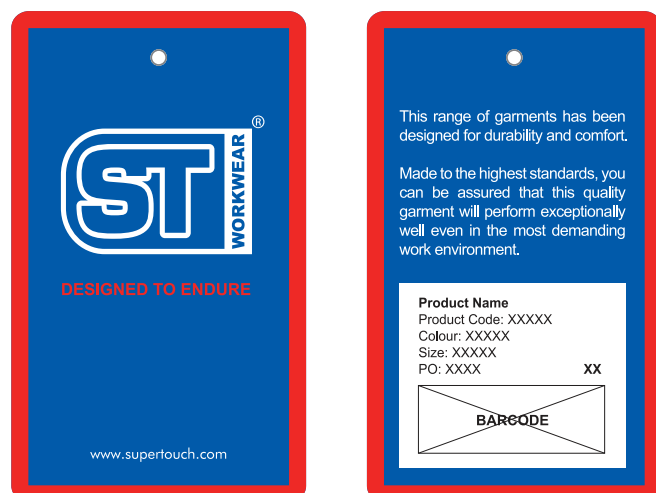 ST
WORKWEAR
®
DESIGNED TO ENDURE
www.supertouch.com
This range of garments has been
designed for durability and comfort.
Made to the highest standards, you
can be assured that this quality
garment will perform exceptionally
well even in the most demanding
work environment.
Product Name
Product Code: XXXXX
Colour: XXXXX
Size: XXXXX
PO: XXXX XX
BARCODE